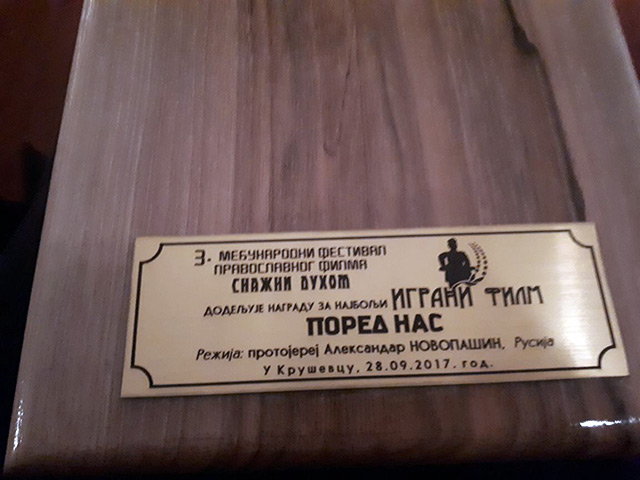 3. МЕЂУНАРОДНИ ФЕСТИВАЛ
ПРАВОСЛАВНОГ ФИЛМА
СНАЖНИ ДУХОМ
ДОДЕЉУЈЕ НАГРАДУ ЗА НАЈБОЉИ ИГРАНИ ФИЛМ
ПОРЕД НАС
Режија: протојереј Александар НОВОПАШИН, Русија
У Крушевцу, 28.09.2017. год.